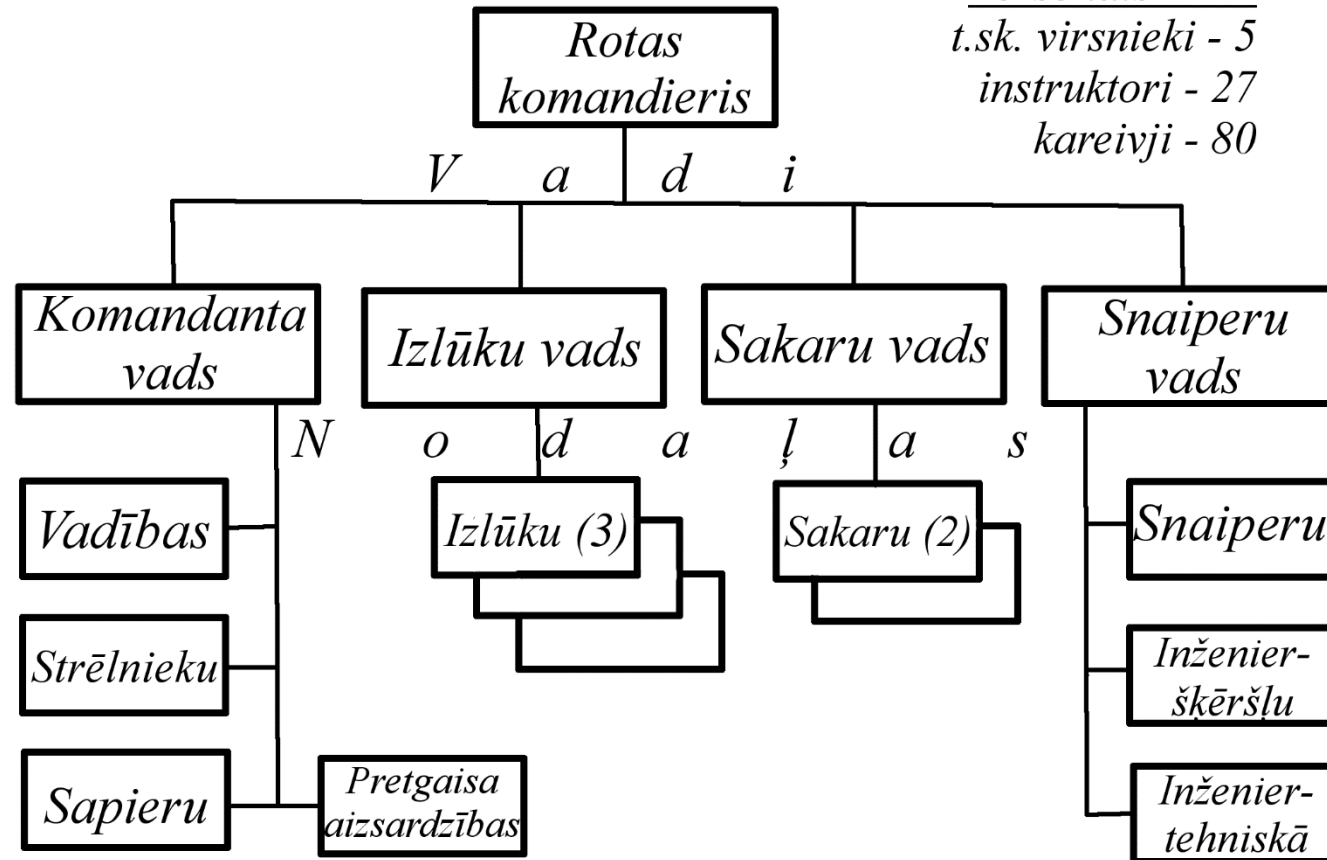 Rotas
komandieris
t.sk. virsnieki - 5
instruktori - 27
kareivji - 80
V a d i
Komandanta
vads
Izlūku vads
Sakaru vads
Snaiperu
vads
N o d a ļ a s
Vadības
Izlūku (3)
Sakaru (2)
Snaiperu
Strēlnieku
Inženier-
šķēršļu
Sapieru
Pretgaisa
aizsardzības
Inženier-
tehniskā